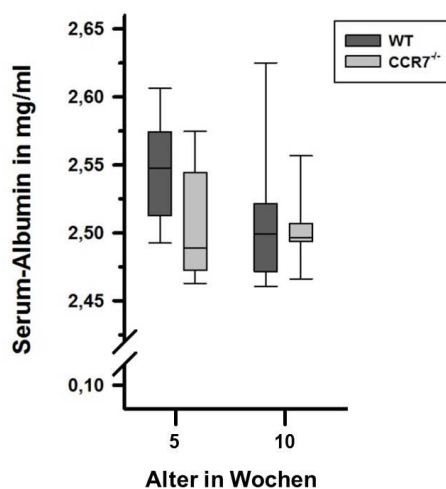 2,65
2,60
2,55
2,50
2,45
0,10
Serum-Albumin in mg/ml
WT
CCR7-/-
5 10
Alter in Wochen